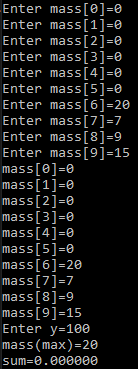 Enter mass[0]=0
Enter mass[1]=0
Enter mass[2]=0
Enter mass[3]=0
Enter mass[4]=0
Enter mass[5]=0
Enter mass[6]=20
Enter mass[7]=7
Enter mass[8]=9
Enter mass[9]=15
mass[0]=0
mass[1]=0
mass[2]=0
mass[3]=0
mass[4]=0
mass[5]=0
mass[6]=20
mass[7]=7
mass[8]=9
mass[9]=15
Enter y=100
mass(max)=20
sum=0.000000